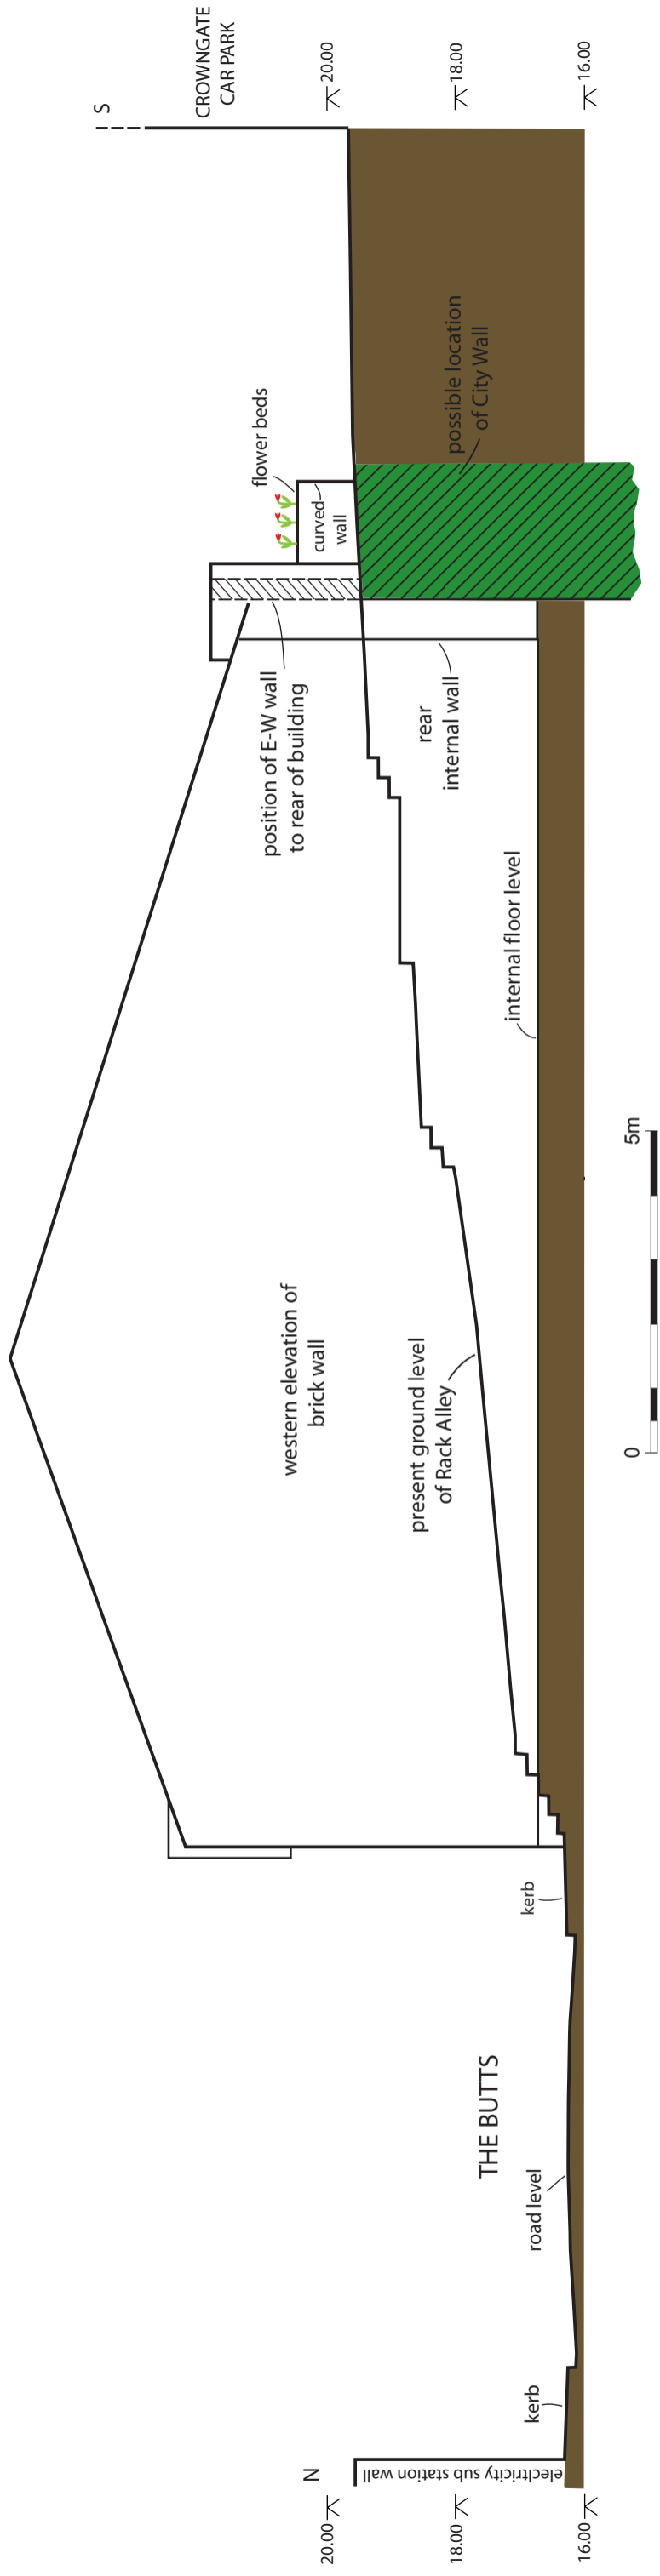 N
S
CROWNGATE
CAR PARK
20.00
18.00
16.00
20.00
18.00
16.00
electricity sub station wall
kerb
road level
THE BUTTS
kerb
western elevation of
brick wall
present ground level
of Rack Alley
internal floor level
position of E-W wall
to rear of building
rear
internal wall
flower beds
curved
wall
possible location
of City Wall
0
5m